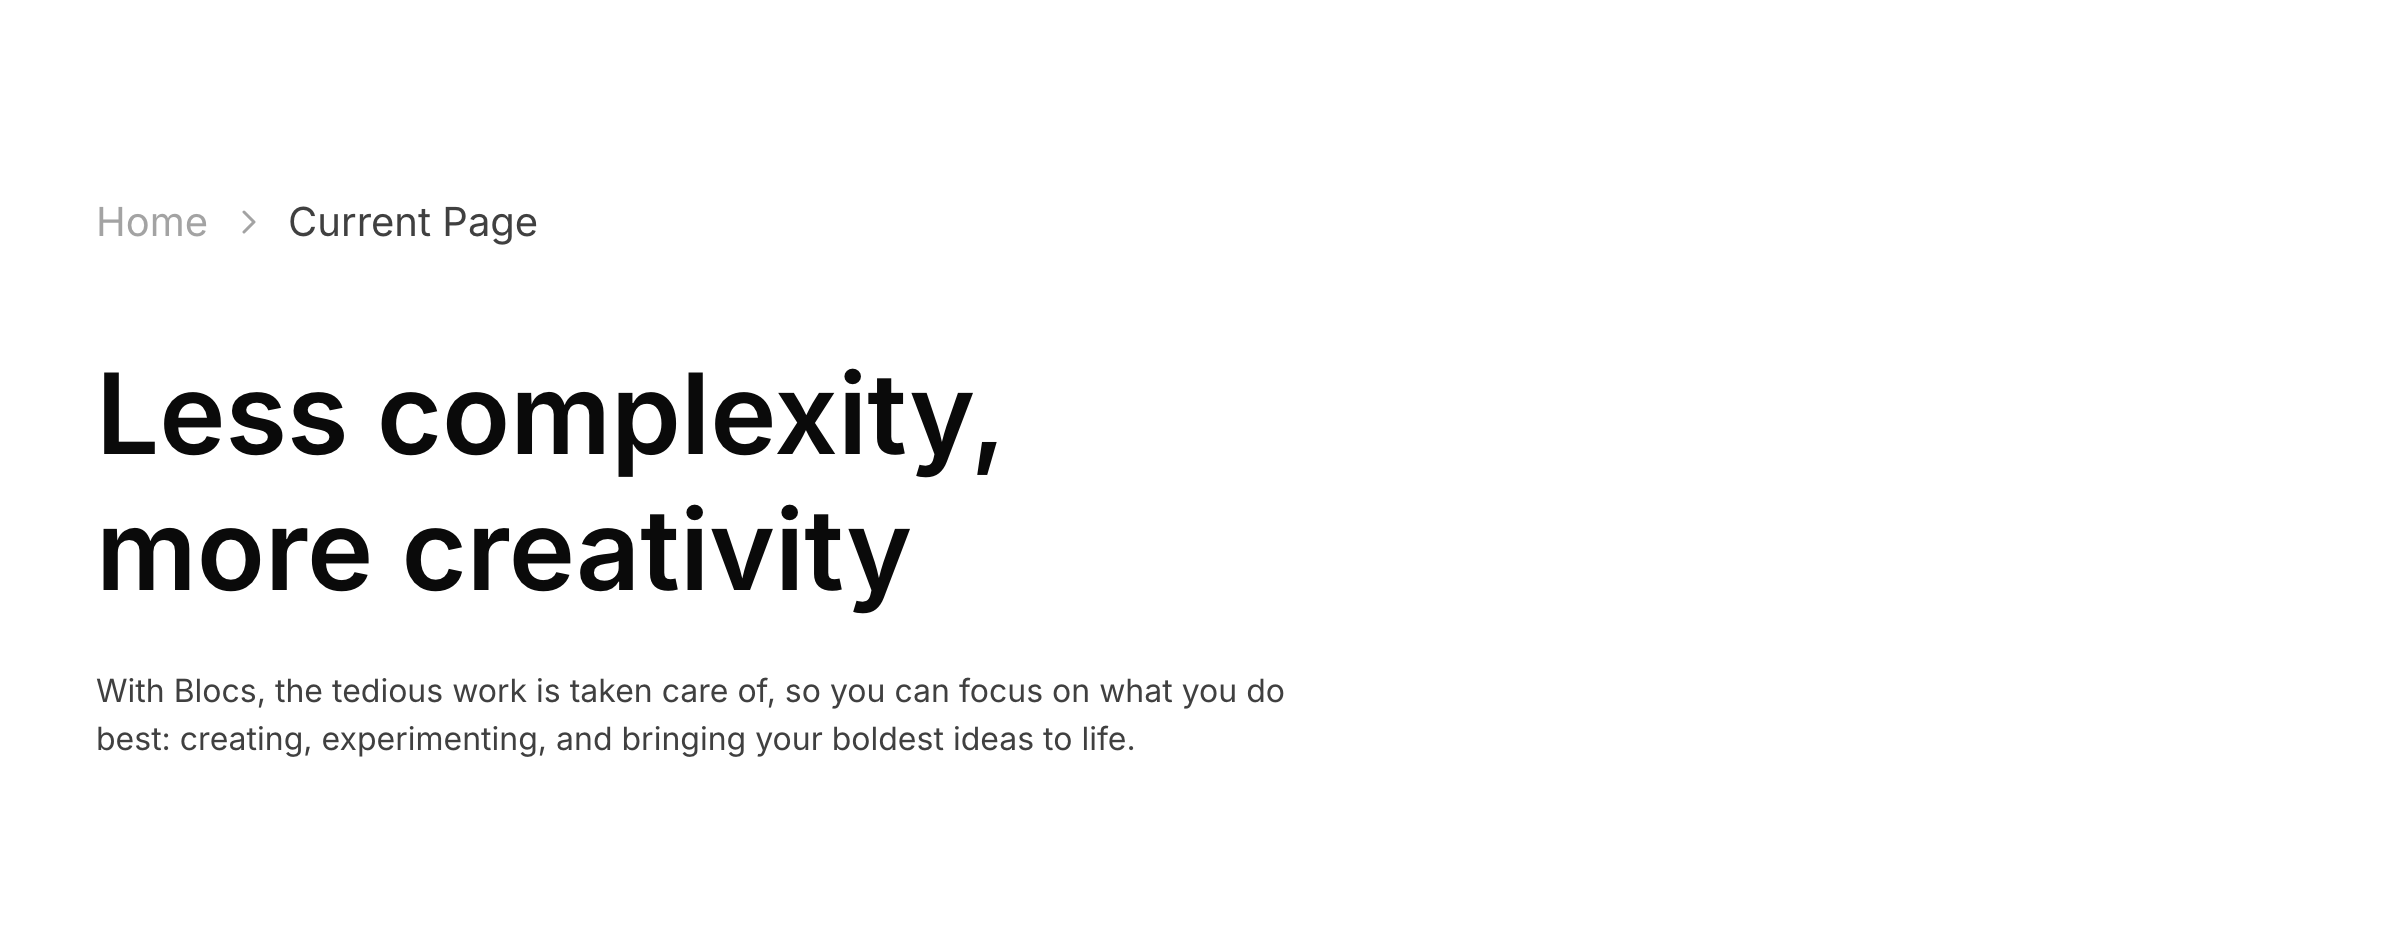 Home > Current Page
Less complexity,
more creativity
With Blocs, the tedious work is taken care of, so you can focus on what you do
best: creating, experimenting, and bringing your boldest ideas to life.